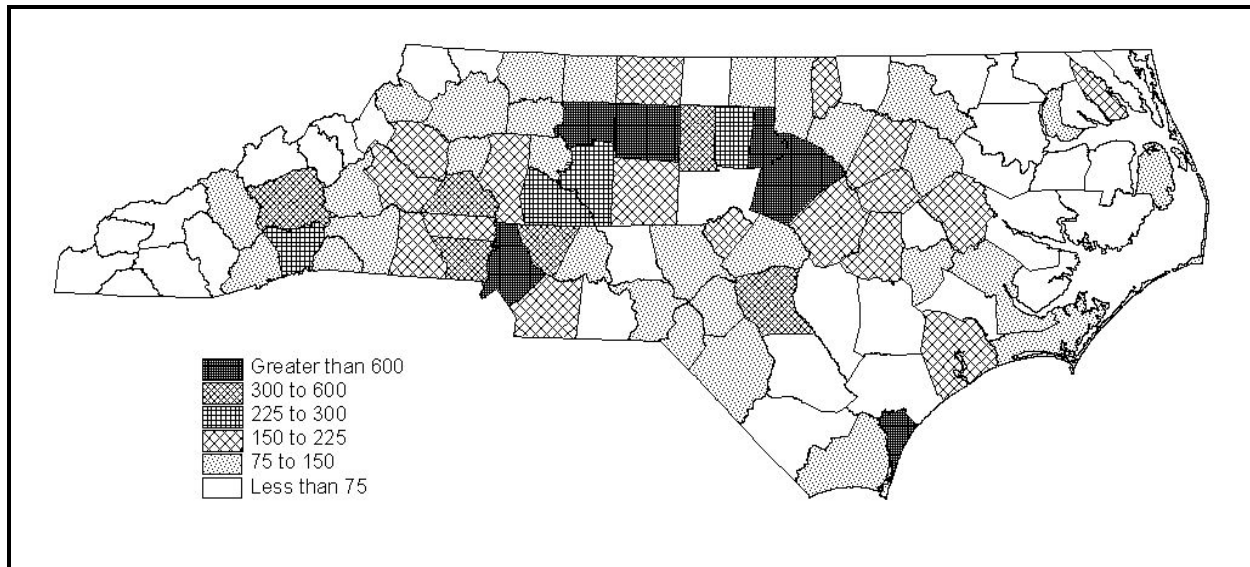 Greater than 600
300 to 600
225 to 300
150 to 225
75 to 150
Less than 75